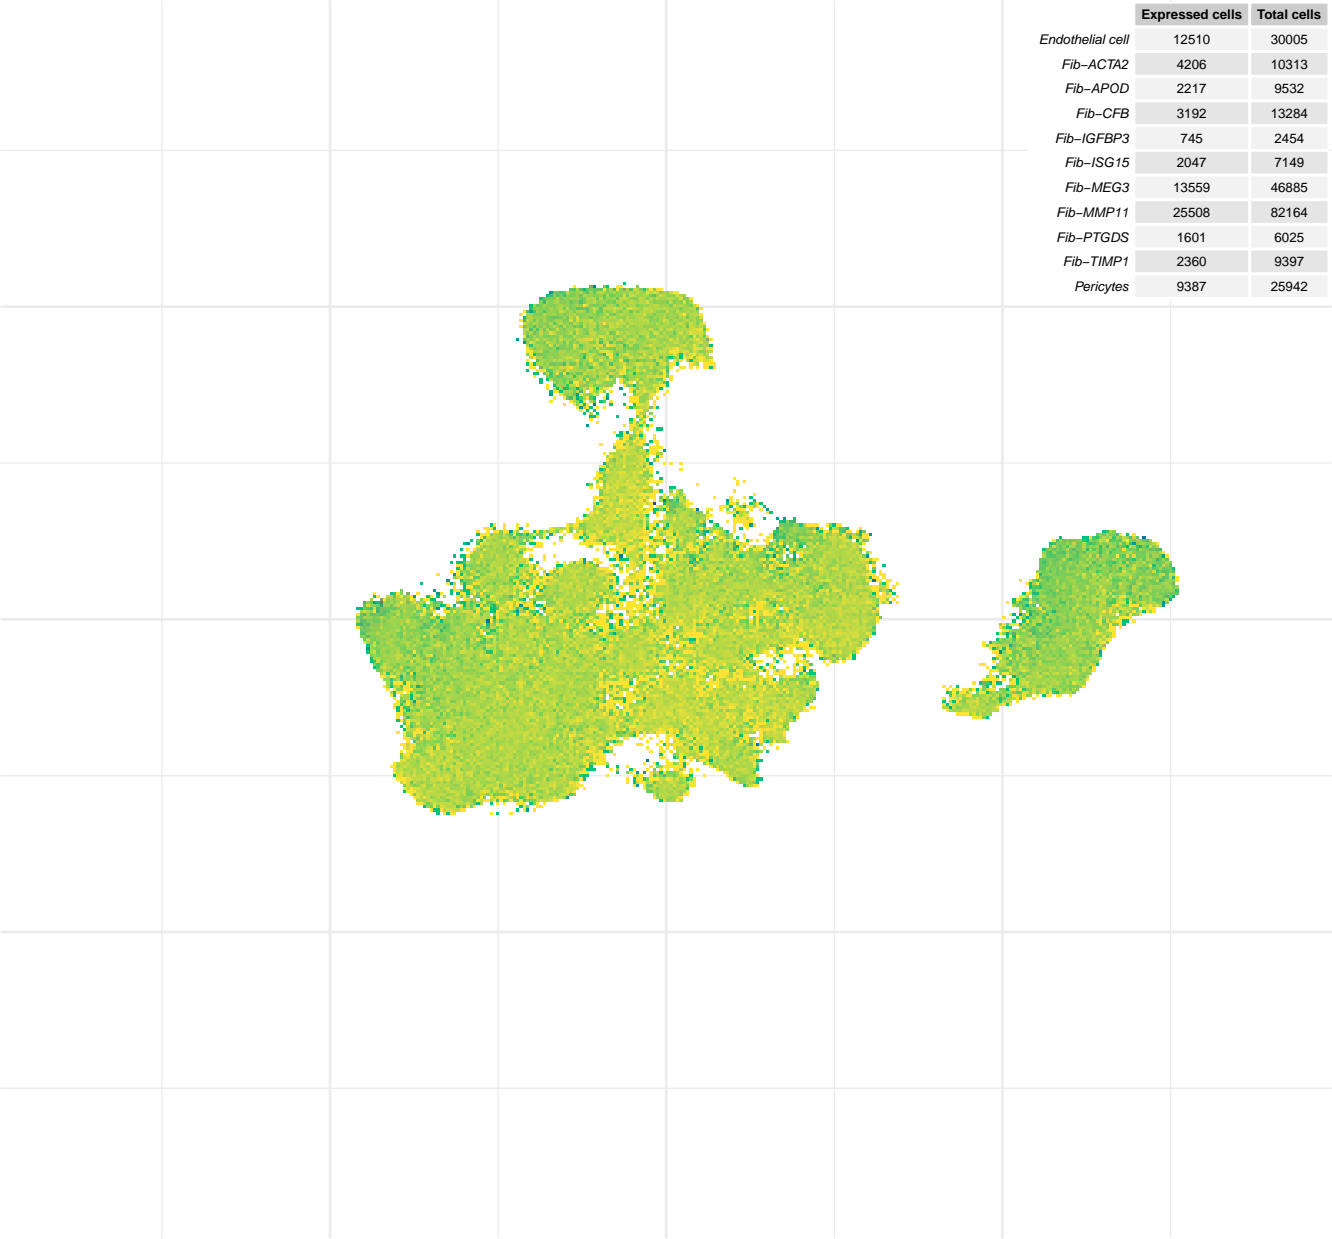 Expressed cells Total cells
Endothelial cell 12510 30005
Fib−ACTA2 4206 10313
Fib−APOD 2217 9532
Fib−CFB 3192 13284
Fib−IGFBP3 745 2454
Fib−ISG15 2047 7149
Fib−MEG3 13559 46885
Fib−MMP11 25508 82164
Fib−PTGDS 1601 6025
Fib−TIMP1 2360 9397
Pericytes 9387 25942